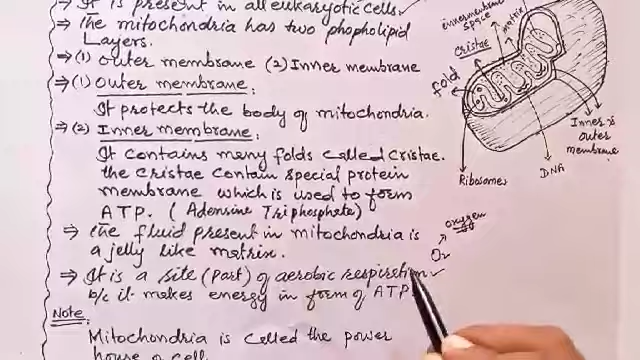 → It is present in all eukaryotic cells.
→ The mitochondria has two phopholipid
Layers.
→ (1) Outer membrane (2) Inner membrane
→ (1) Outer membrane:
It protects the body of mitochondria.
→ (2) Inner membrane:
It contains many folds called cristae.
the cristae contain special protein
membrane which is used to form
ATP. (Adensine Triphosphate)
→ The fluid present in mitochondria is
a jelly like matrix.
→ It is a site (part) of aerobic respiretion
b/c it makes energy in form of ATP.
Note
Mitochondria is called the power
house of cell
innermembrane
space
matrix
cristae
fold
Inner &
outer
membrane
DNA
Ribosomes
oxygen
O2